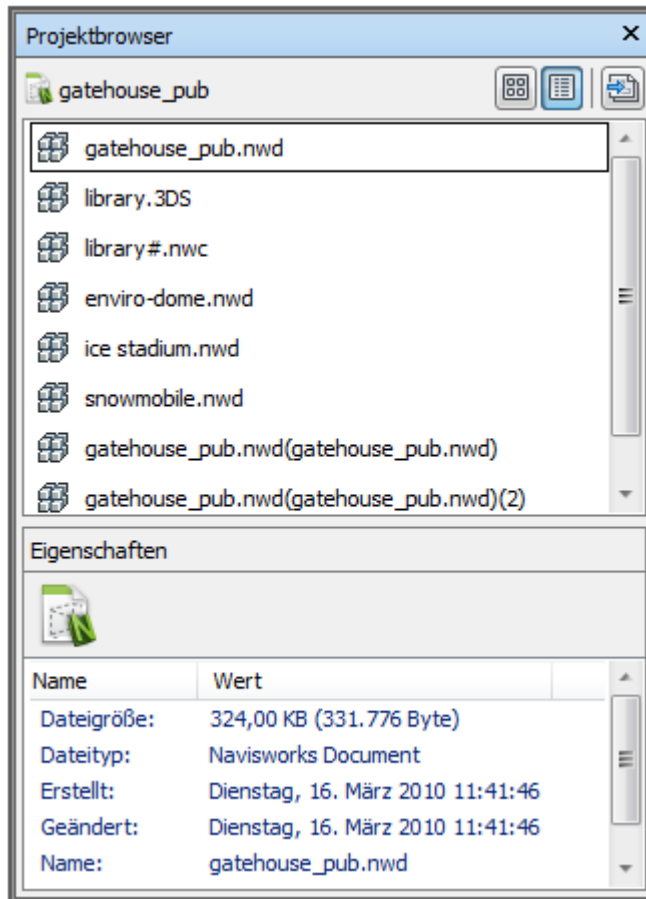 Projektbrowser
gatehouse_pub
gatehouse_pub.nwd
library.3DS
library#.nwc
enviro-dome.nwd
ice stadium.nwd
snowmobile.nwd
gatehouse_pub.nwd(gatehouse_pub.nwd)
gatehouse_pub.nwd(gatehouse_pub.nwd)(2)
Eigenschaften
Name Wert
Dateigröße: 324,00 KB (331.776 Byte)
Dateityp: Navisworks Document
Erstellt: Dienstag, 16. März 2010 11:41:46
Geändert: Dienstag, 16. März 2010 11:41:46
Name: gatehouse_pub.nwd